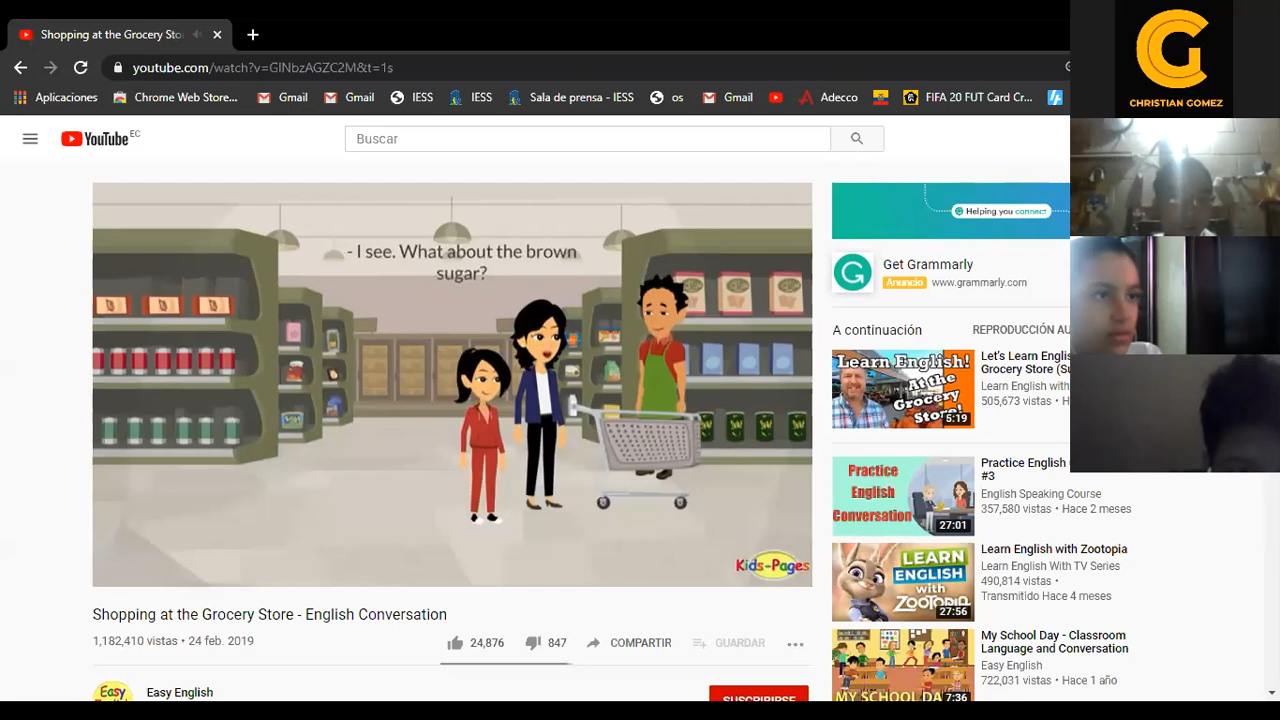 Shopping at the Grocery Sto
youtube.com/watch?v=GlNbzAGZC2M&t=1s
Aplicaciones
Chrome Web Store...
Gmail
Gmail
IESS
IESS
Sala de prensa - IESS
os
Gmail
Adecco
FIFA 20 FUT Card Cr...
G
CHRISTIAN GOMEZ
YouTube EC
Buscar
- I see. What about the brown
sugar?
Kids-Pages
Helping you connect
Get Grammarly
Anuncio www.grammarly.com
A continuación
REPRODUCCIÓN AU
Learn English!
At the
Grocery
Store!
5:19
Let's Learn Englis
Grocery Store (Su
Learn English with
505,673 vistas • H
Practice
English
Conversation
27:01
Practice English
#3
English Speaking Course
357,580 vistas • Hace 2 meses
LEARN
ENGLISH
with
ZOOTOPIA
27:56
Learn English with Zootopia
Learn English With TV Series
490,814 vistas •
Transmitido Hace 4 meses
MY SCHOOL DA
7:36
My School Day - Classroom
Language and Conversation
Easy English
722,031 vistas • Hace 1 año
Shopping at the Grocery Store - English Conversation
1,182,410 vistas • 24 feb. 2019
24,876
847
COMPARTIR
GUARDAR
Easy
Easy English
SUSCRIBIRSE